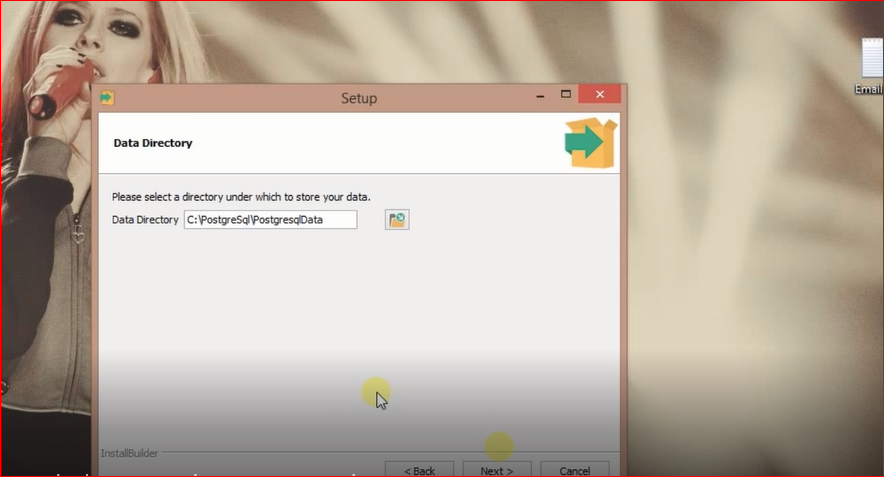 Setup
Email
Data Directory
Please select a directory under which to store your data.
Data Directory C:\PostgreSql\PostgresqlData
InstallBuilder
< Back Next > Cancel